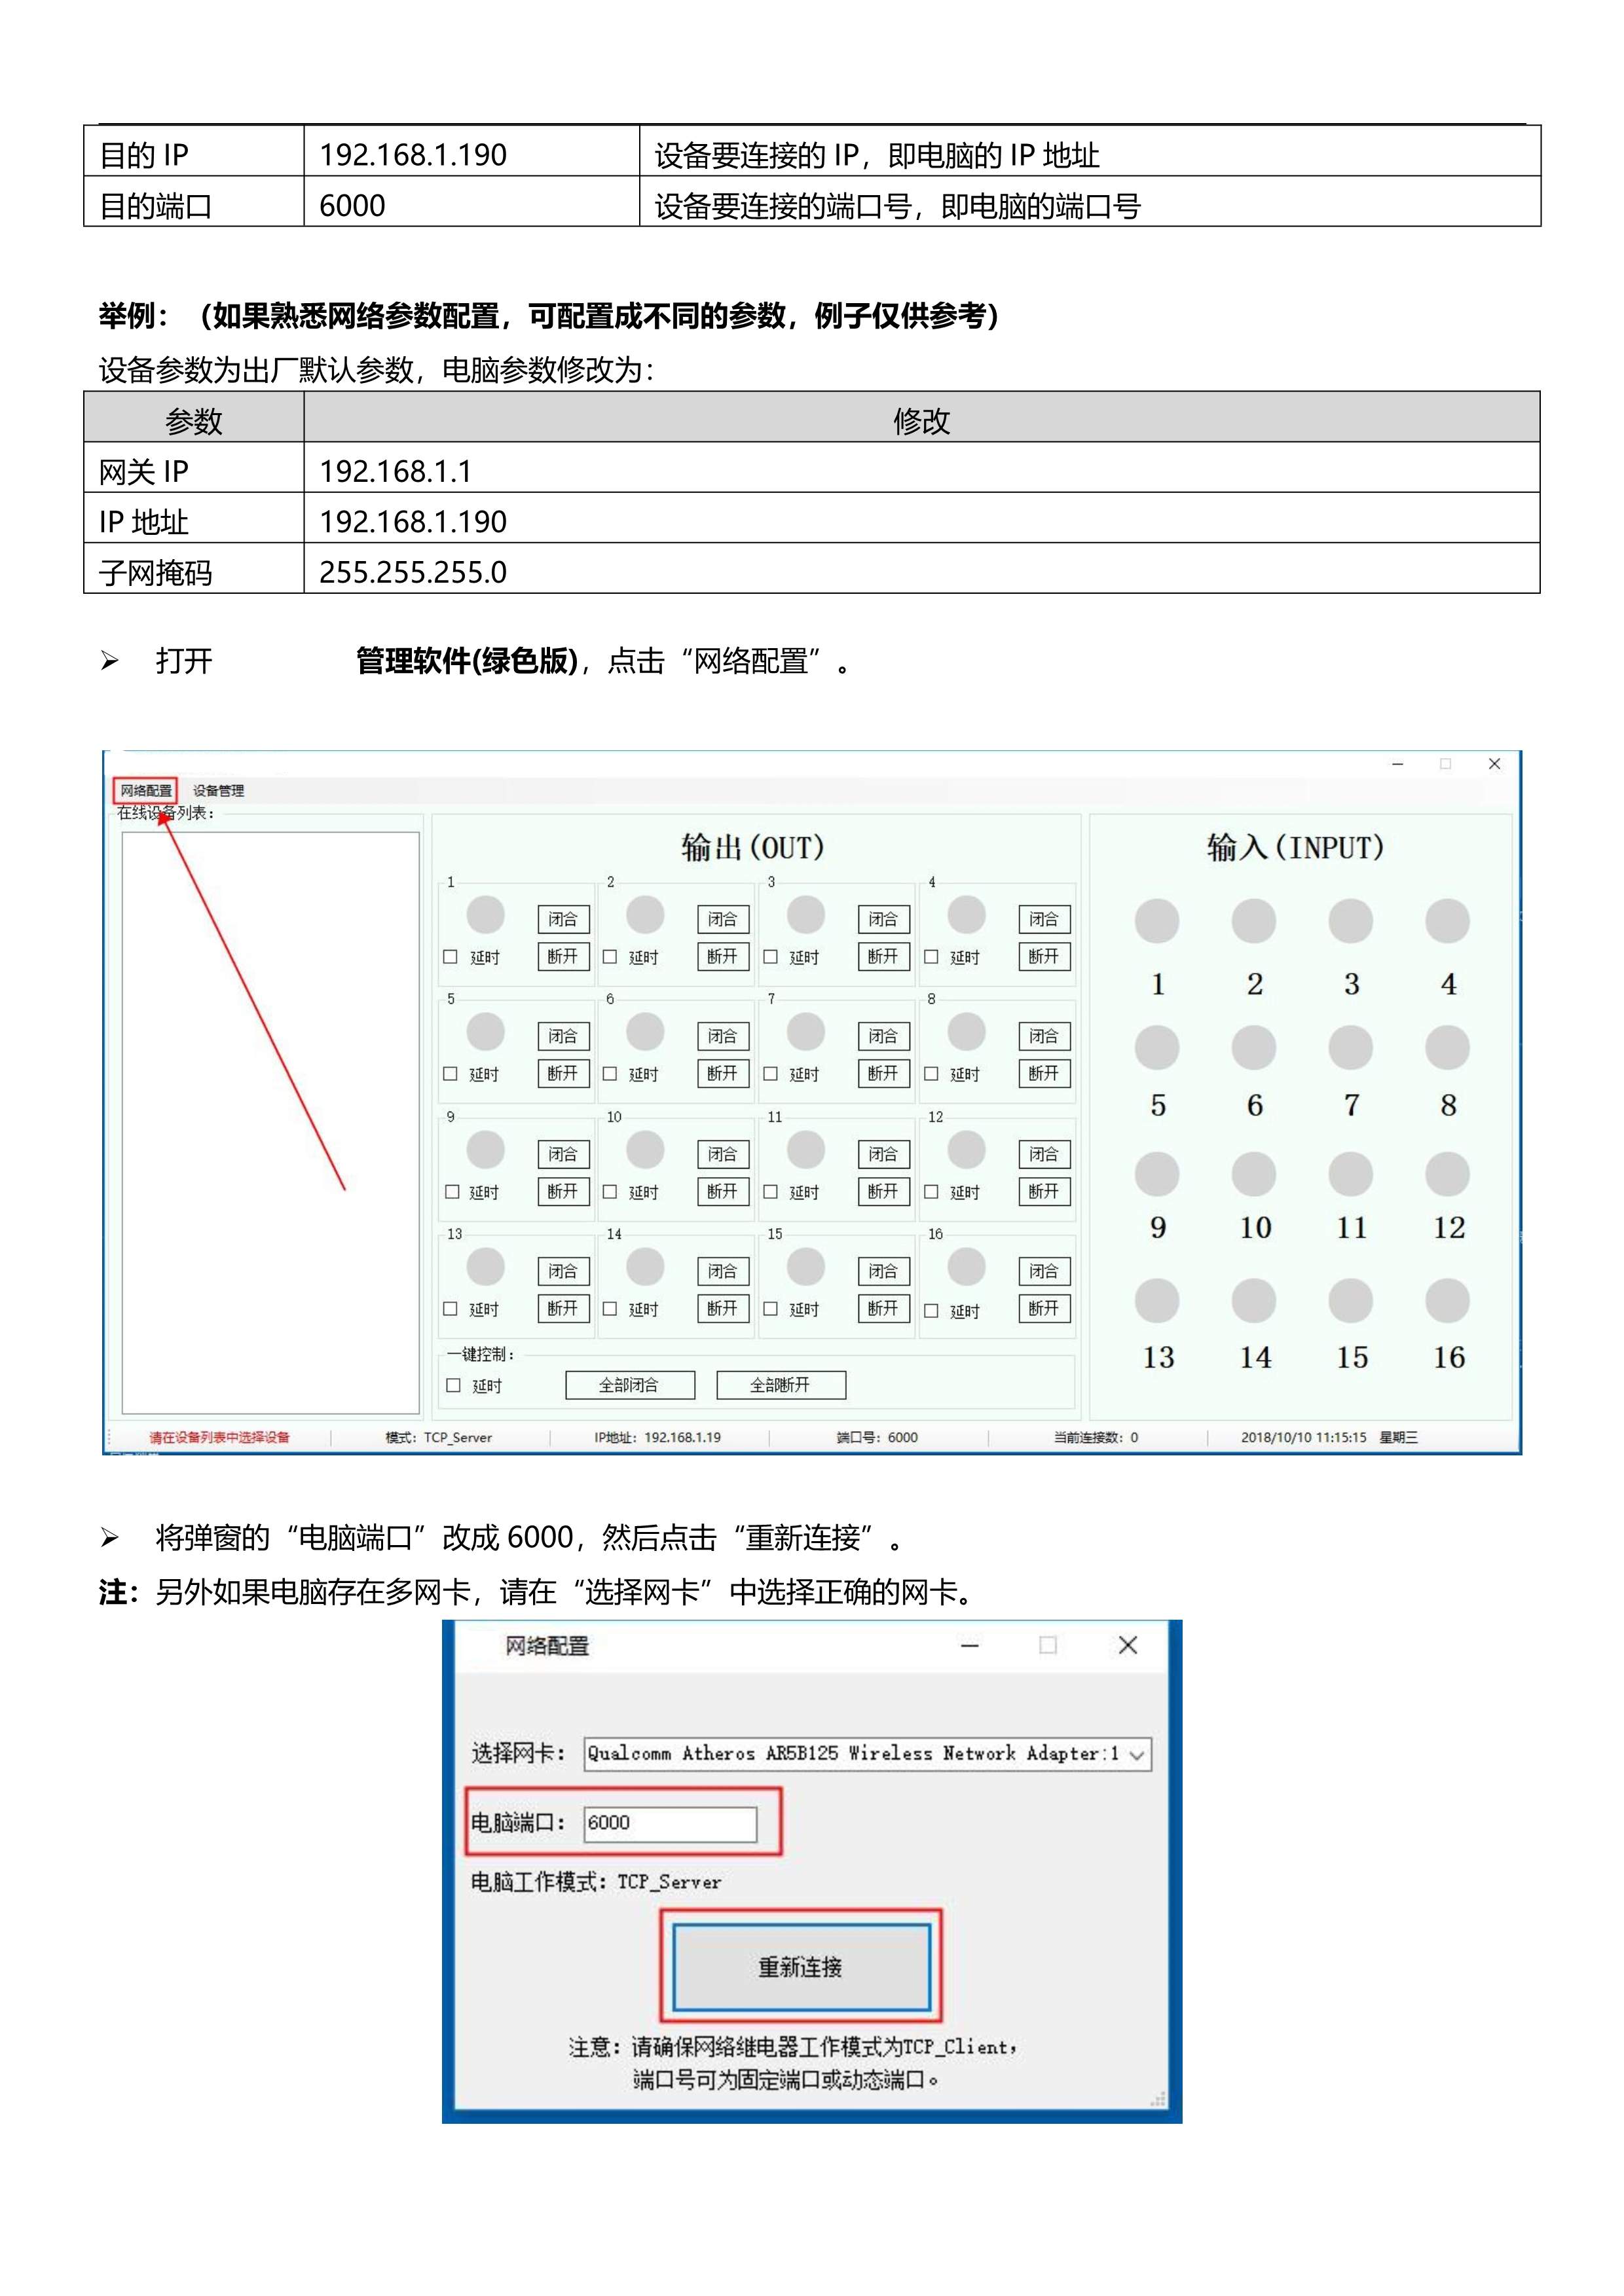 目的 IP 192.168.1.190 设备要连接的 IP，即电脑的 IP 地址
目的端口 6000 设备要连接的端口号，即电脑的端口号
举例：（如果熟悉网络参数配置，可配置成不同的参数，例子仅供参考）
设备参数为出厂默认参数，电脑参数修改为：
参数 修改
网关 IP 192.168.1.1
IP 地址 192.168.1.190
子网掩码 255.255.255.0
➢ 打开 管理软件(绿色版)，点击“网络配置”。
网络配置 设备管理
在线设备列表：
输出(OUT) 输入(INPUT)
1 2 3 4
闭合 闭合 闭合 闭合
延时 断开 延时 断开 延时 断开 延时 断开
1 2 3 4
5 6 7 8
闭合 闭合 闭合 闭合
延时 断开 延时 断开 延时 断开 延时 断开
5 6 7 8
9 10 11 12
闭合 闭合 闭合 闭合
延时 断开 延时 断开 延时 断开 延时 断开
9 10 11 12
13 14 15 16
闭合 闭合 闭合 闭合
延时 断开 延时 断开 延时 断开 延时 断开
13 14 15 16
一键控制：
延时 全部闭合 全部断开
请在设备列表中选择设备 模式：TCP_Server IP地址：192.168.1.19 端口号：6000 当前连接数：0 2018/10/10 11:15:15 星期三
➢ 将弹窗的“电脑端口”改成 6000，然后点击“重新连接”。
注：另外如果电脑存在多网卡，请在“选择网卡”中选择正确的网卡。
网络配置
选择网卡：Qualcomm Atheros AR5B125 Wireless Network Adapter:1
电脑端口：6000
电脑工作模式：TCP_Server
重新连接
注意：请确保网络继电器工作模式为TCP_Client，
端口号可为固定端口或动态端口。